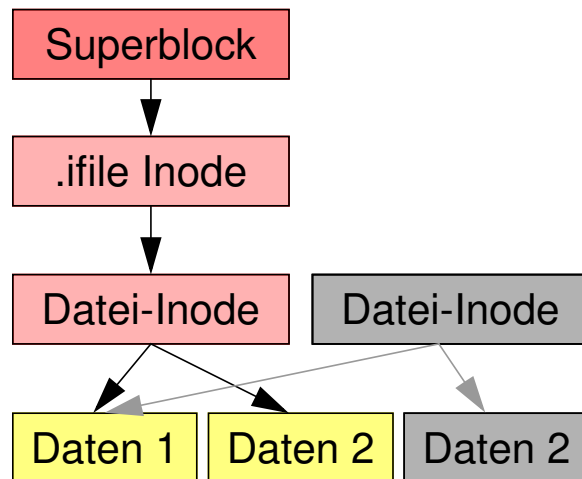 Superblock
.ifile Inode
Datei-Inode
Datei-Inode
Daten 1
Daten 2
Daten 2